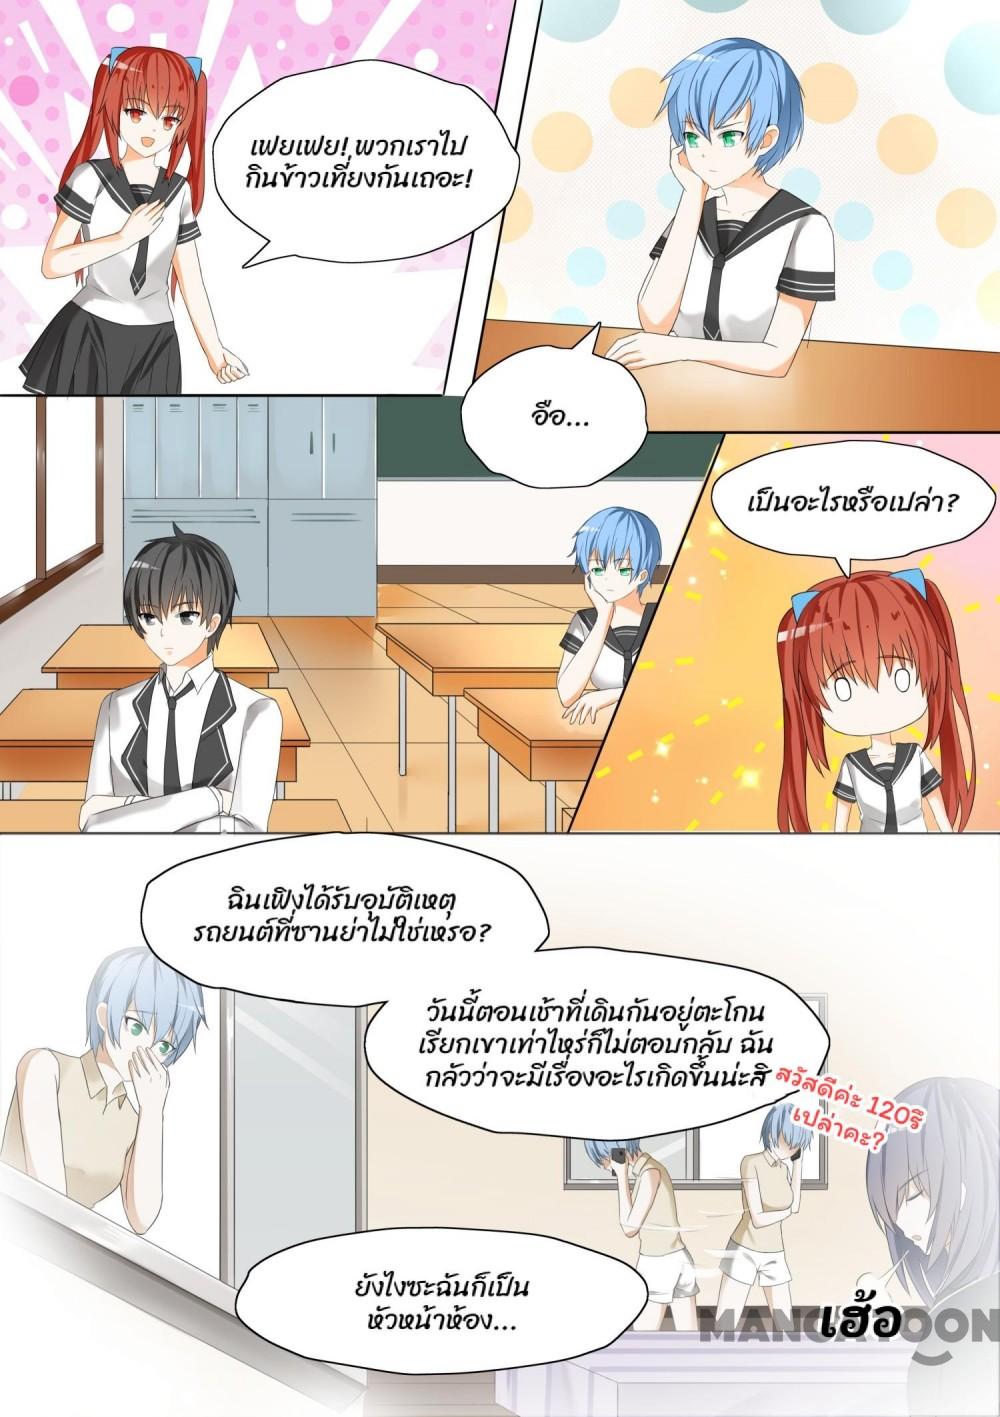 เฟยเฟย! พวกเราไป
กินข้าวเที่ยงกันเถอะ!
อือ...
เป็นอะไรหรือเปล่า?
ฉินเฟิงได้รับอุบัติเหตุ
รถยนต์ที่ซานย่าไม่ใช่เหรอ?
วันนี้ตอนเช้าที่เดินกันอยู่ตะโกน
เรียกเขาเท่าไหร่ก็ไม่ตอบกลับ ฉัน
กลัวว่าจะมีเรื่องอะไรเกิดขึ้นน่ะสิ
สวัสดีค่ะ 120รึ
เปล่าคะ?
ยังไงซะฉันก็เป็น
หัวหน้าห้อง...
เฮ้อ
MANGATOON